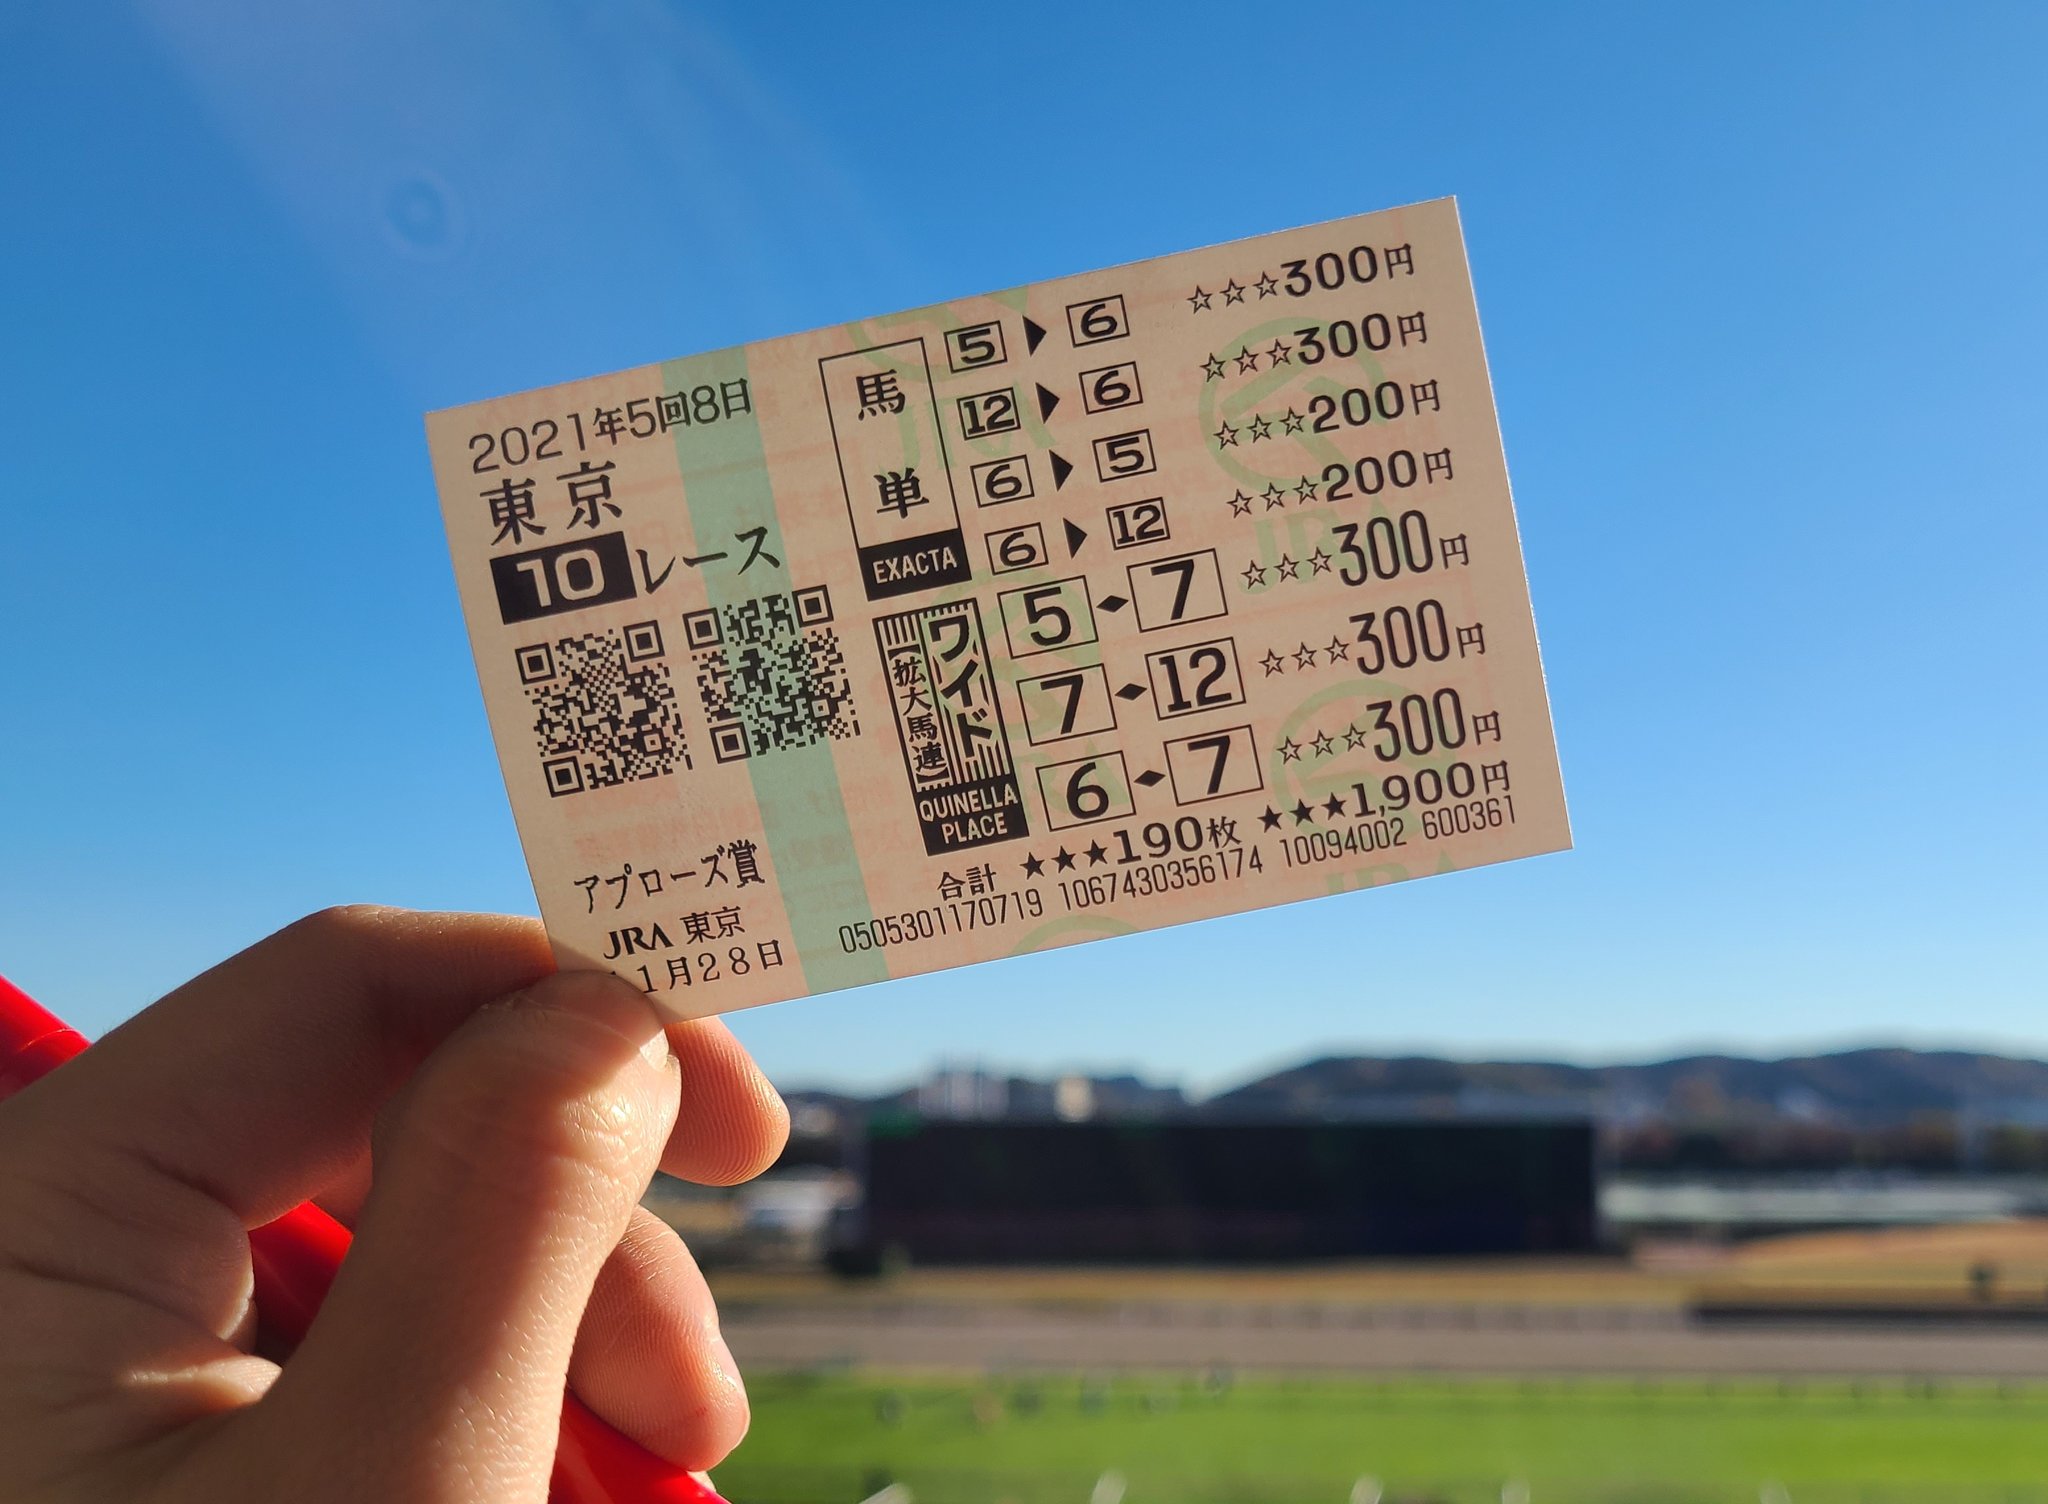 2021年5回8日
東京
10レース
アプローズ賞
JRA 東京
11月28日
馬単
EXACTA
5▶6 ☆☆☆300円
12▶6 ☆☆☆300円
6▶5 ☆☆☆200円
6▶12 ☆☆☆200円
ワイド
【拡大馬連】
QUINELLA
PLACE
5◆7 ☆☆☆300円
7◆12 ☆☆☆300円
6◆7 ☆☆☆300円
合計 ★★★190枚 ★★★1,900円
0505301170719 1067430356174 10094002 600361